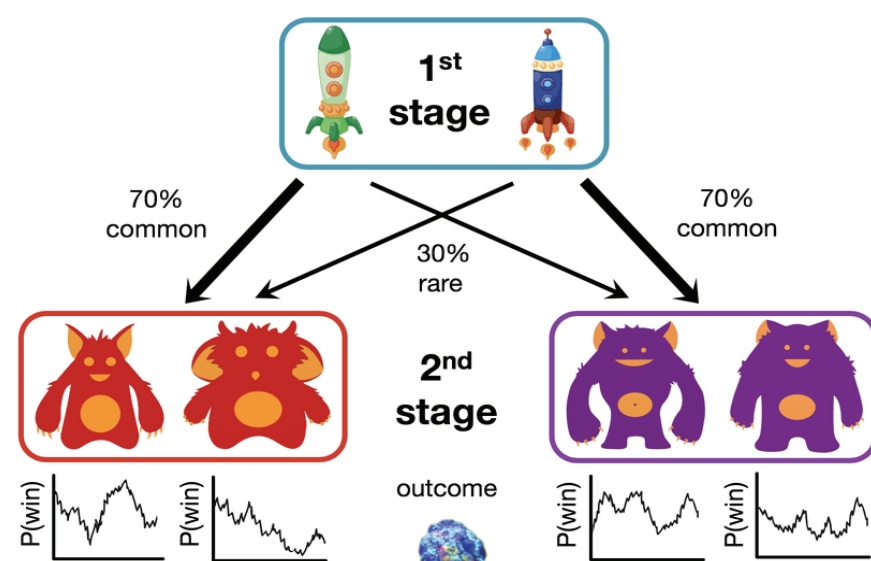 1st
stage
70%
common
70%
common
30%
rare
2nd
stage
outcome
P(win)
P(win)
P(win)
P(win)